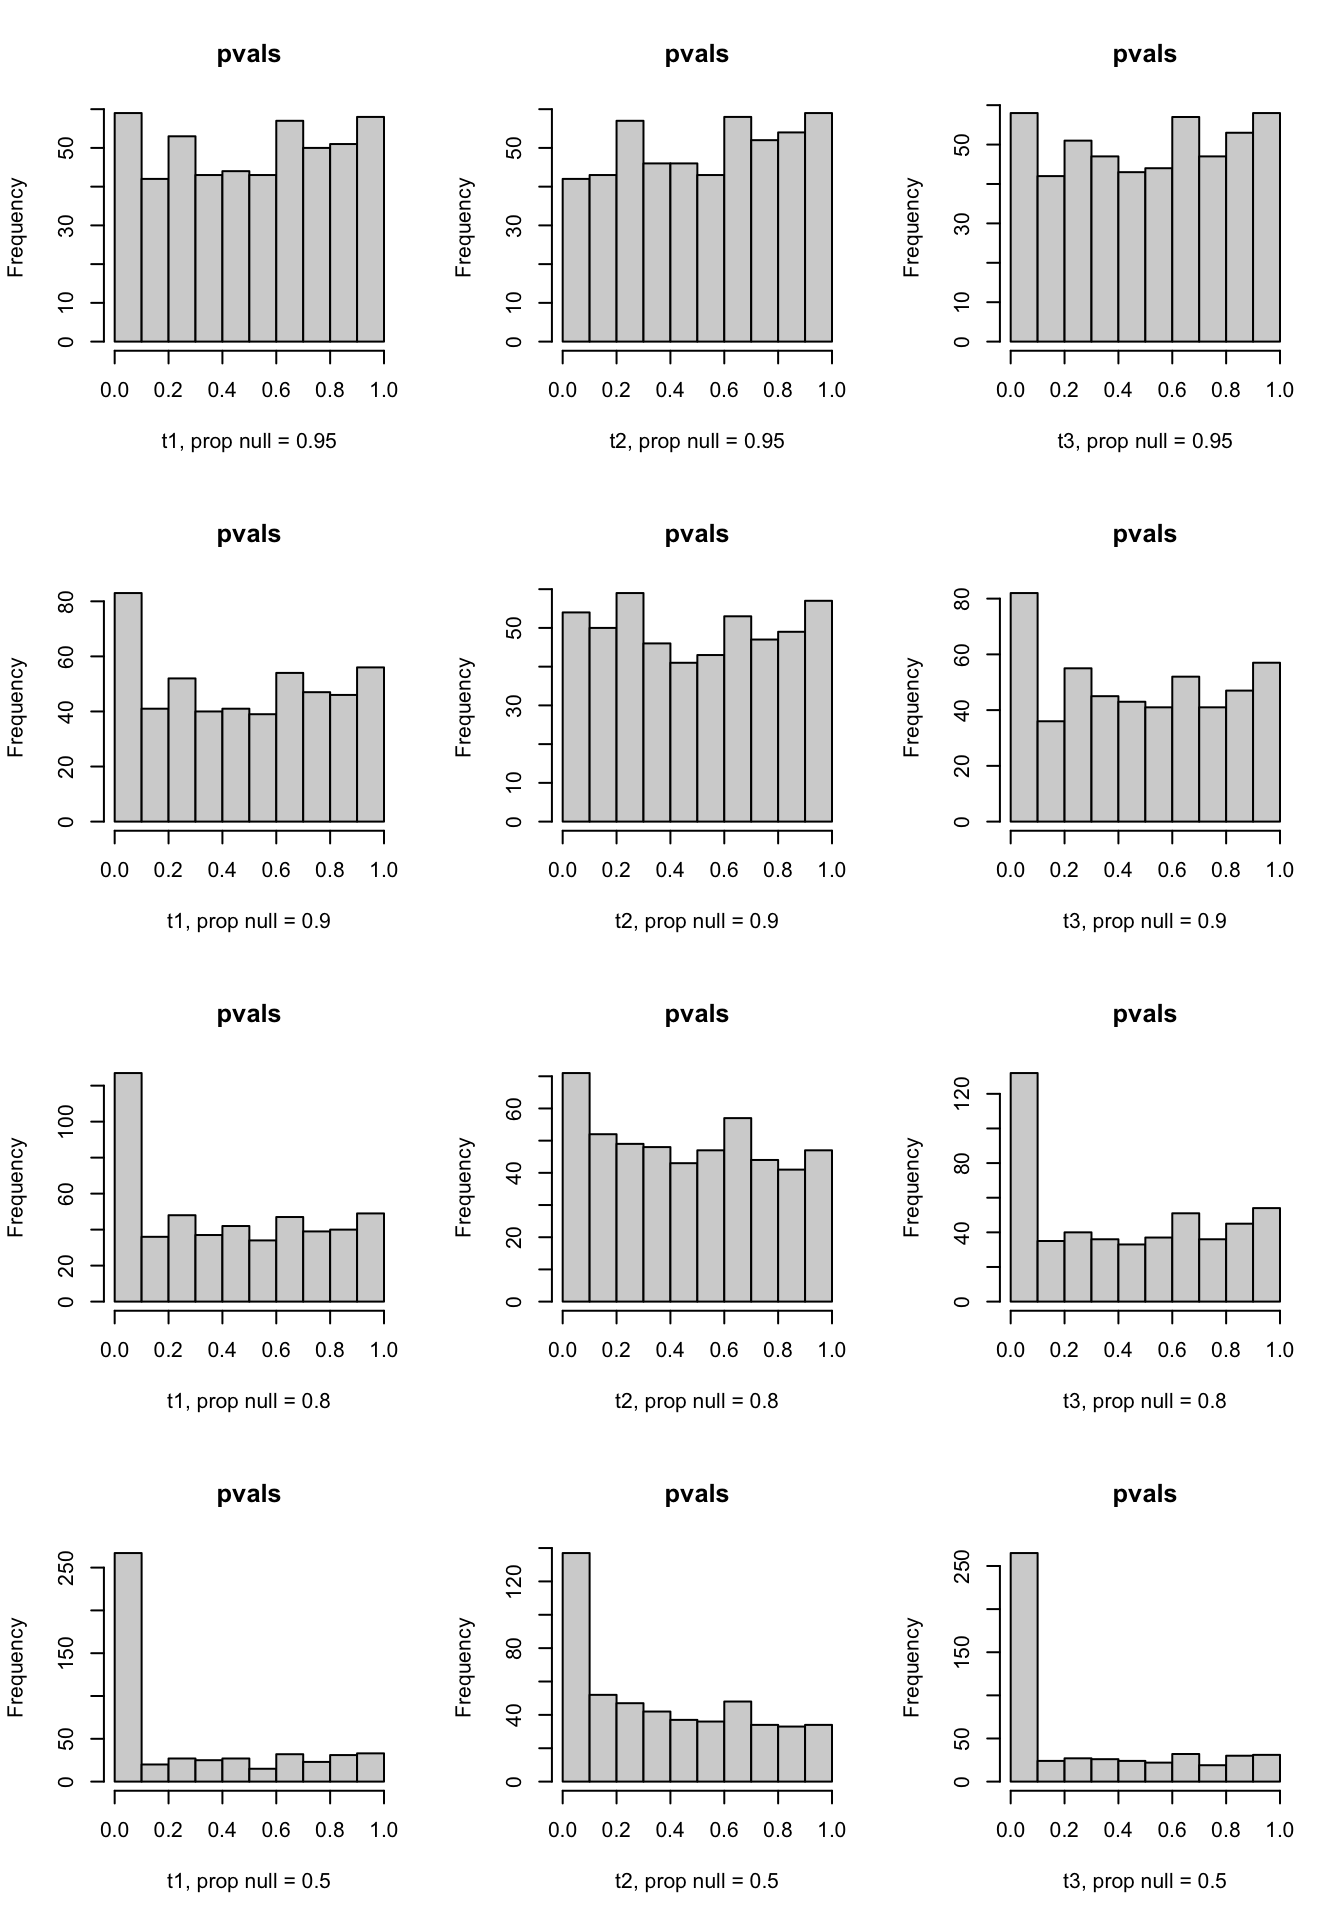 pvals pvals pvals
Frequency Frequency Frequency
0 10 30 50 0 10 30 50 0 10 30 50
0.0 0.2 0.4 0.6 0.8 1.0 0.0 0.2 0.4 0.6 0.8 1.0 0.0 0.2 0.4 0.6 0.8 1.0
t1, prop null = 0.95 t2, prop null = 0.95 t3, prop null = 0.95
pvals pvals pvals
Frequency Frequency Frequency
0 20 40 60 80 0 10 30 50 0 20 40 60 80
0.0 0.2 0.4 0.6 0.8 1.0 0.0 0.2 0.4 0.6 0.8 1.0 0.0 0.2 0.4 0.6 0.8 1.0
t1, prop null = 0.9 t2, prop null = 0.9 t3, prop null = 0.9
pvals pvals pvals
Frequency Frequency Frequency
0 20 60 100 0 20 40 60 0 40 80 120
0.0 0.2 0.4 0.6 0.8 1.0 0.0 0.2 0.4 0.6 0.8 1.0 0.0 0.2 0.4 0.6 0.8 1.0
t1, prop null = 0.8 t2, prop null = 0.8 t3, prop null = 0.8
pvals pvals pvals
Frequency Frequency Frequency
0 50 150 250 0 40 80 120 0 50 150 250
0.0 0.2 0.4 0.6 0.8 1.0 0.0 0.2 0.4 0.6 0.8 1.0 0.0 0.2 0.4 0.6 0.8 1.0
t1, prop null = 0.5 t2, prop null = 0.5 t3, prop null = 0.5